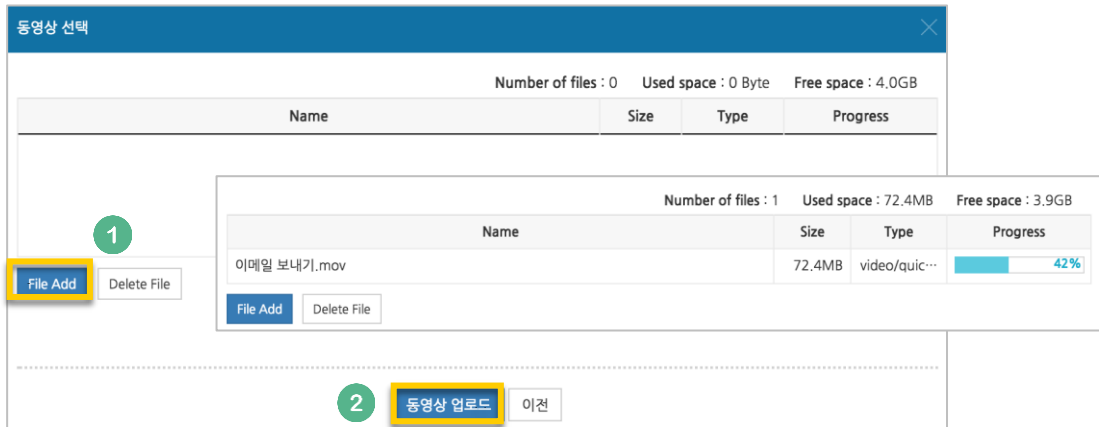 동영상 선택
Number of files : 0 Used space : 0 Byte Free space : 4.0GB
Name Size Type Progress
Number of files : 1 Used space : 72.4MB Free space : 3.9GB
Name Size Type Progress
이메일 보내기.mov 72.4MB video/quic··· 42%
File Add Delete File
1
File Add Delete File
2 동영상 업로드 이전